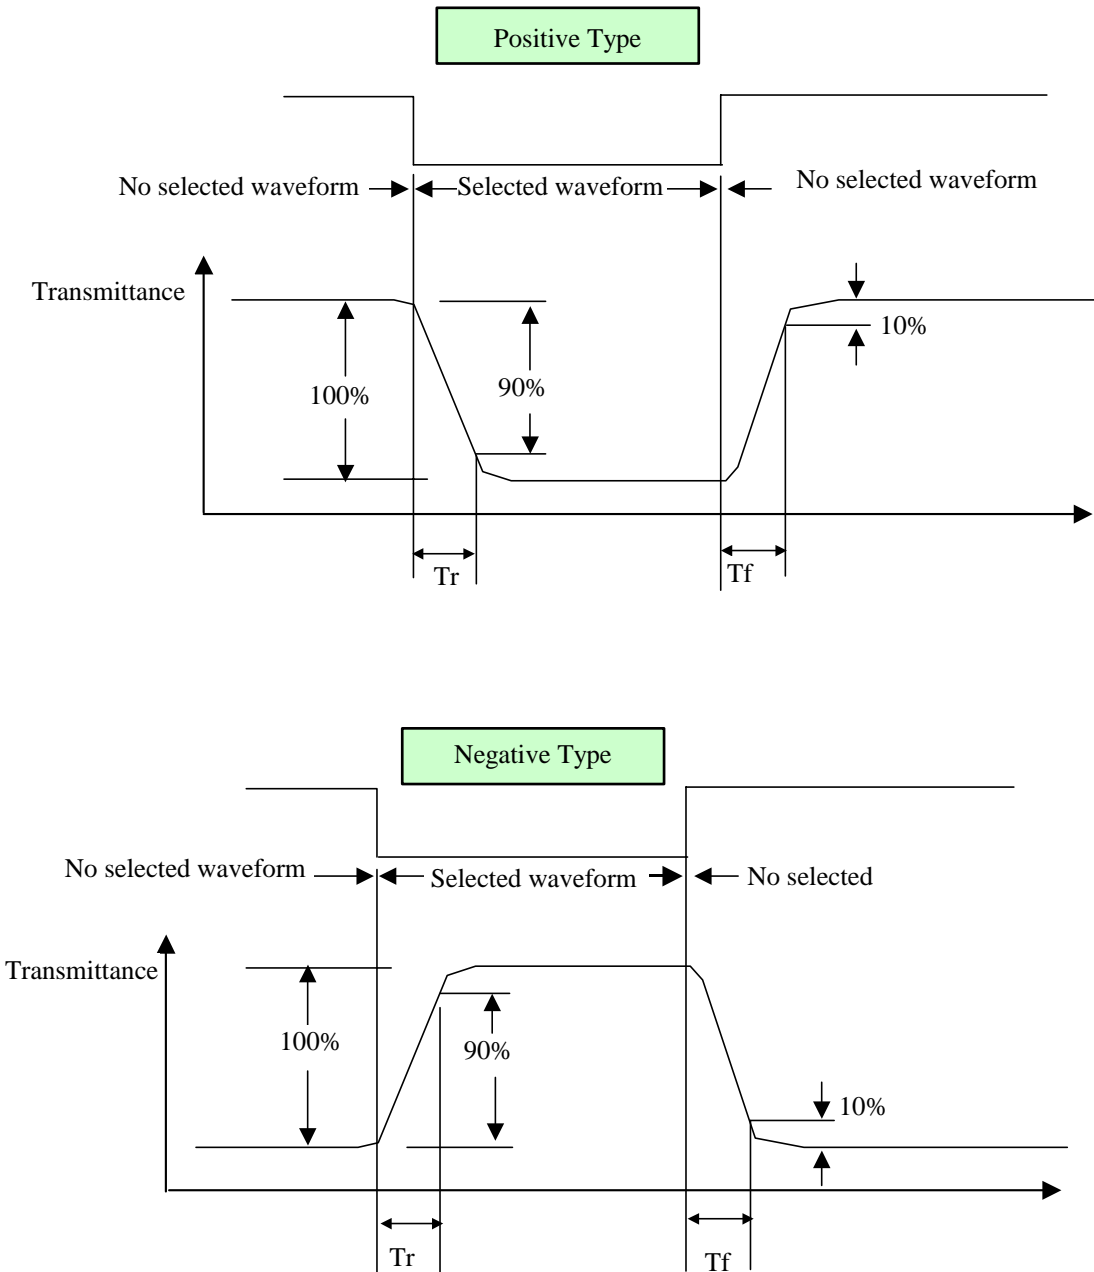 Positive Type
No selected waveform
Selected waveform
No selected waveform
Transmittance
10%
100%
90%
Tr
Tf
Negative Type
No selected waveform
Selected waveform
No selected
Transmittance
100%
90%
10%
Tr
Tf